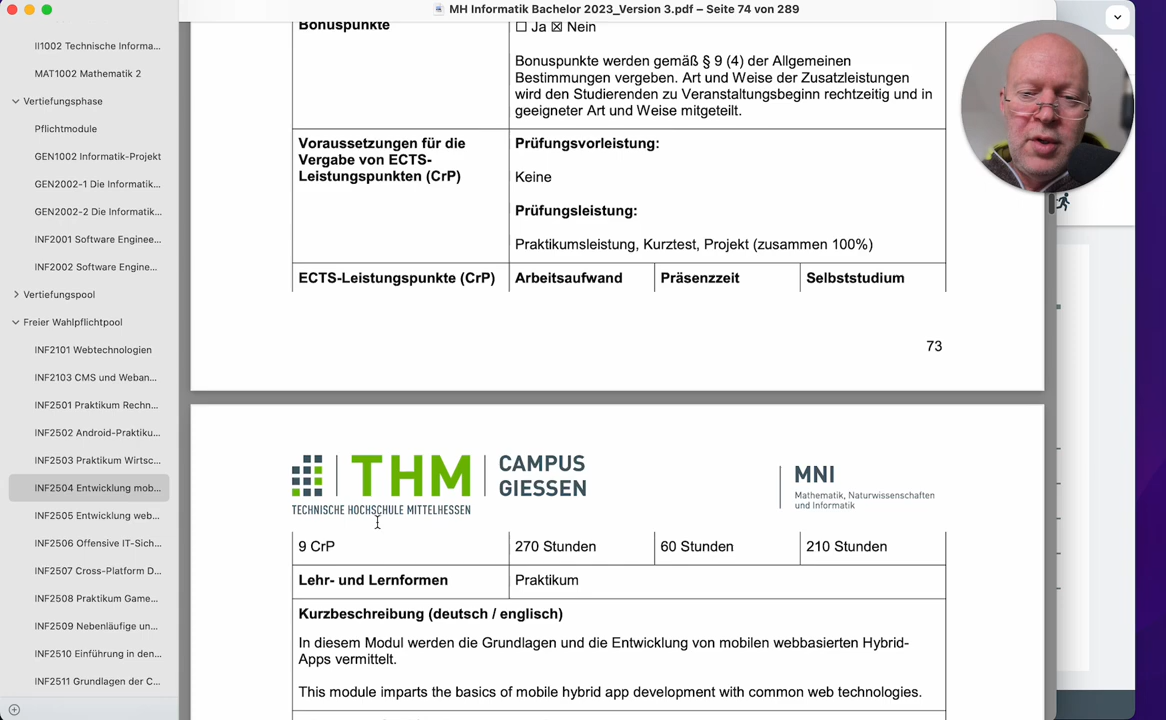 MH Informatik Bachelor 2023_Version 3.pdf – Seite 74 von 289
II1002 Technische Informa...
MAT1002 Mathematik 2
Vertiefungsphase
Pflichtmodule
GEN1002 Informatik-Projekt
GEN2002-1 Die Informatik...
GEN2002-2 Die Informatik...
INF2001 Software Enginee...
INF2002 Software Engine...
Vertiefungspool
Freier Wahlpflichtpool
INF2101 Webtechnologien
INF2103 CMS und Weban...
INF2501 Praktikum Rechn...
INF2502 Android-Praktiku...
INF2503 Praktikum Wirtsc...
INF2504 Entwicklung mob...
INF2505 Entwicklung web...
INF2506 Offensive IT-Sich...
INF2507 Cross-Platform D...
INF2508 Praktikum Game...
INF2509 Nebenläufige un...
INF2510 Einführung in den...
INF2511 Grundlagen der C...
Bonuspunkte
☐ Ja ☒ Nein
Bonuspunkte werden gemäß § 9 (4) der Allgemeinen
Bestimmungen vergeben. Art und Weise der Zusatzleistungen
wird den Studierenden zu Veranstaltungsbeginn rechtzeitig und in
geeigneter Art und Weise mitgeteilt.
Voraussetzungen für die
Vergabe von ECTS-
Leistungspunkten (CrP)
Prüfungsvorleistung:
Keine
Prüfungsleistung:
Praktikumsleistung, Kurztest, Projekt (zusammen 100%)
ECTS-Leistungspunkte (CrP) Arbeitsaufwand Präsenzzeit Selbststudium
73
THM
CAMPUS
GIESSEN
TECHNISCHE HOCHSCHULE MITTELHESSEN
MNI
Mathematik, Naturwissenschaften
und Informatik
9 CrP 270 Stunden 60 Stunden 210 Stunden
Lehr- und Lernformen Praktikum
Kurzbeschreibung (deutsch / englisch)
In diesem Modul werden die Grundlagen und die Entwicklung von mobilen webbasierten Hybrid-
Apps vermittelt.
This module imparts the basics of mobile hybrid app development with common web technologies.